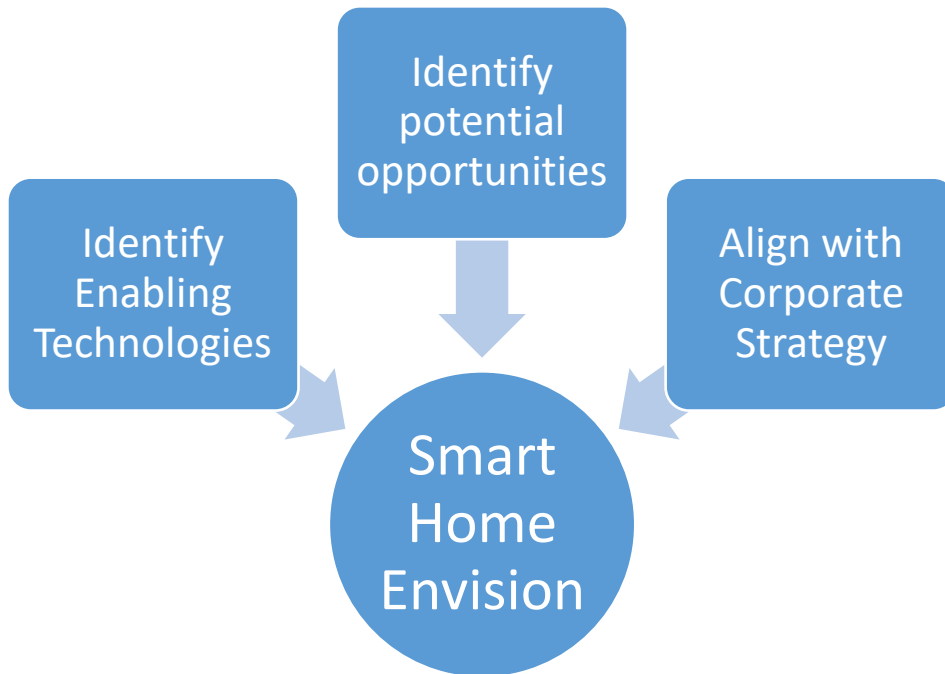 Identify
potential
opportunities
Identify
Enabling
Technologies
Align with
Corporate
Strategy
Smart
Home
Envision